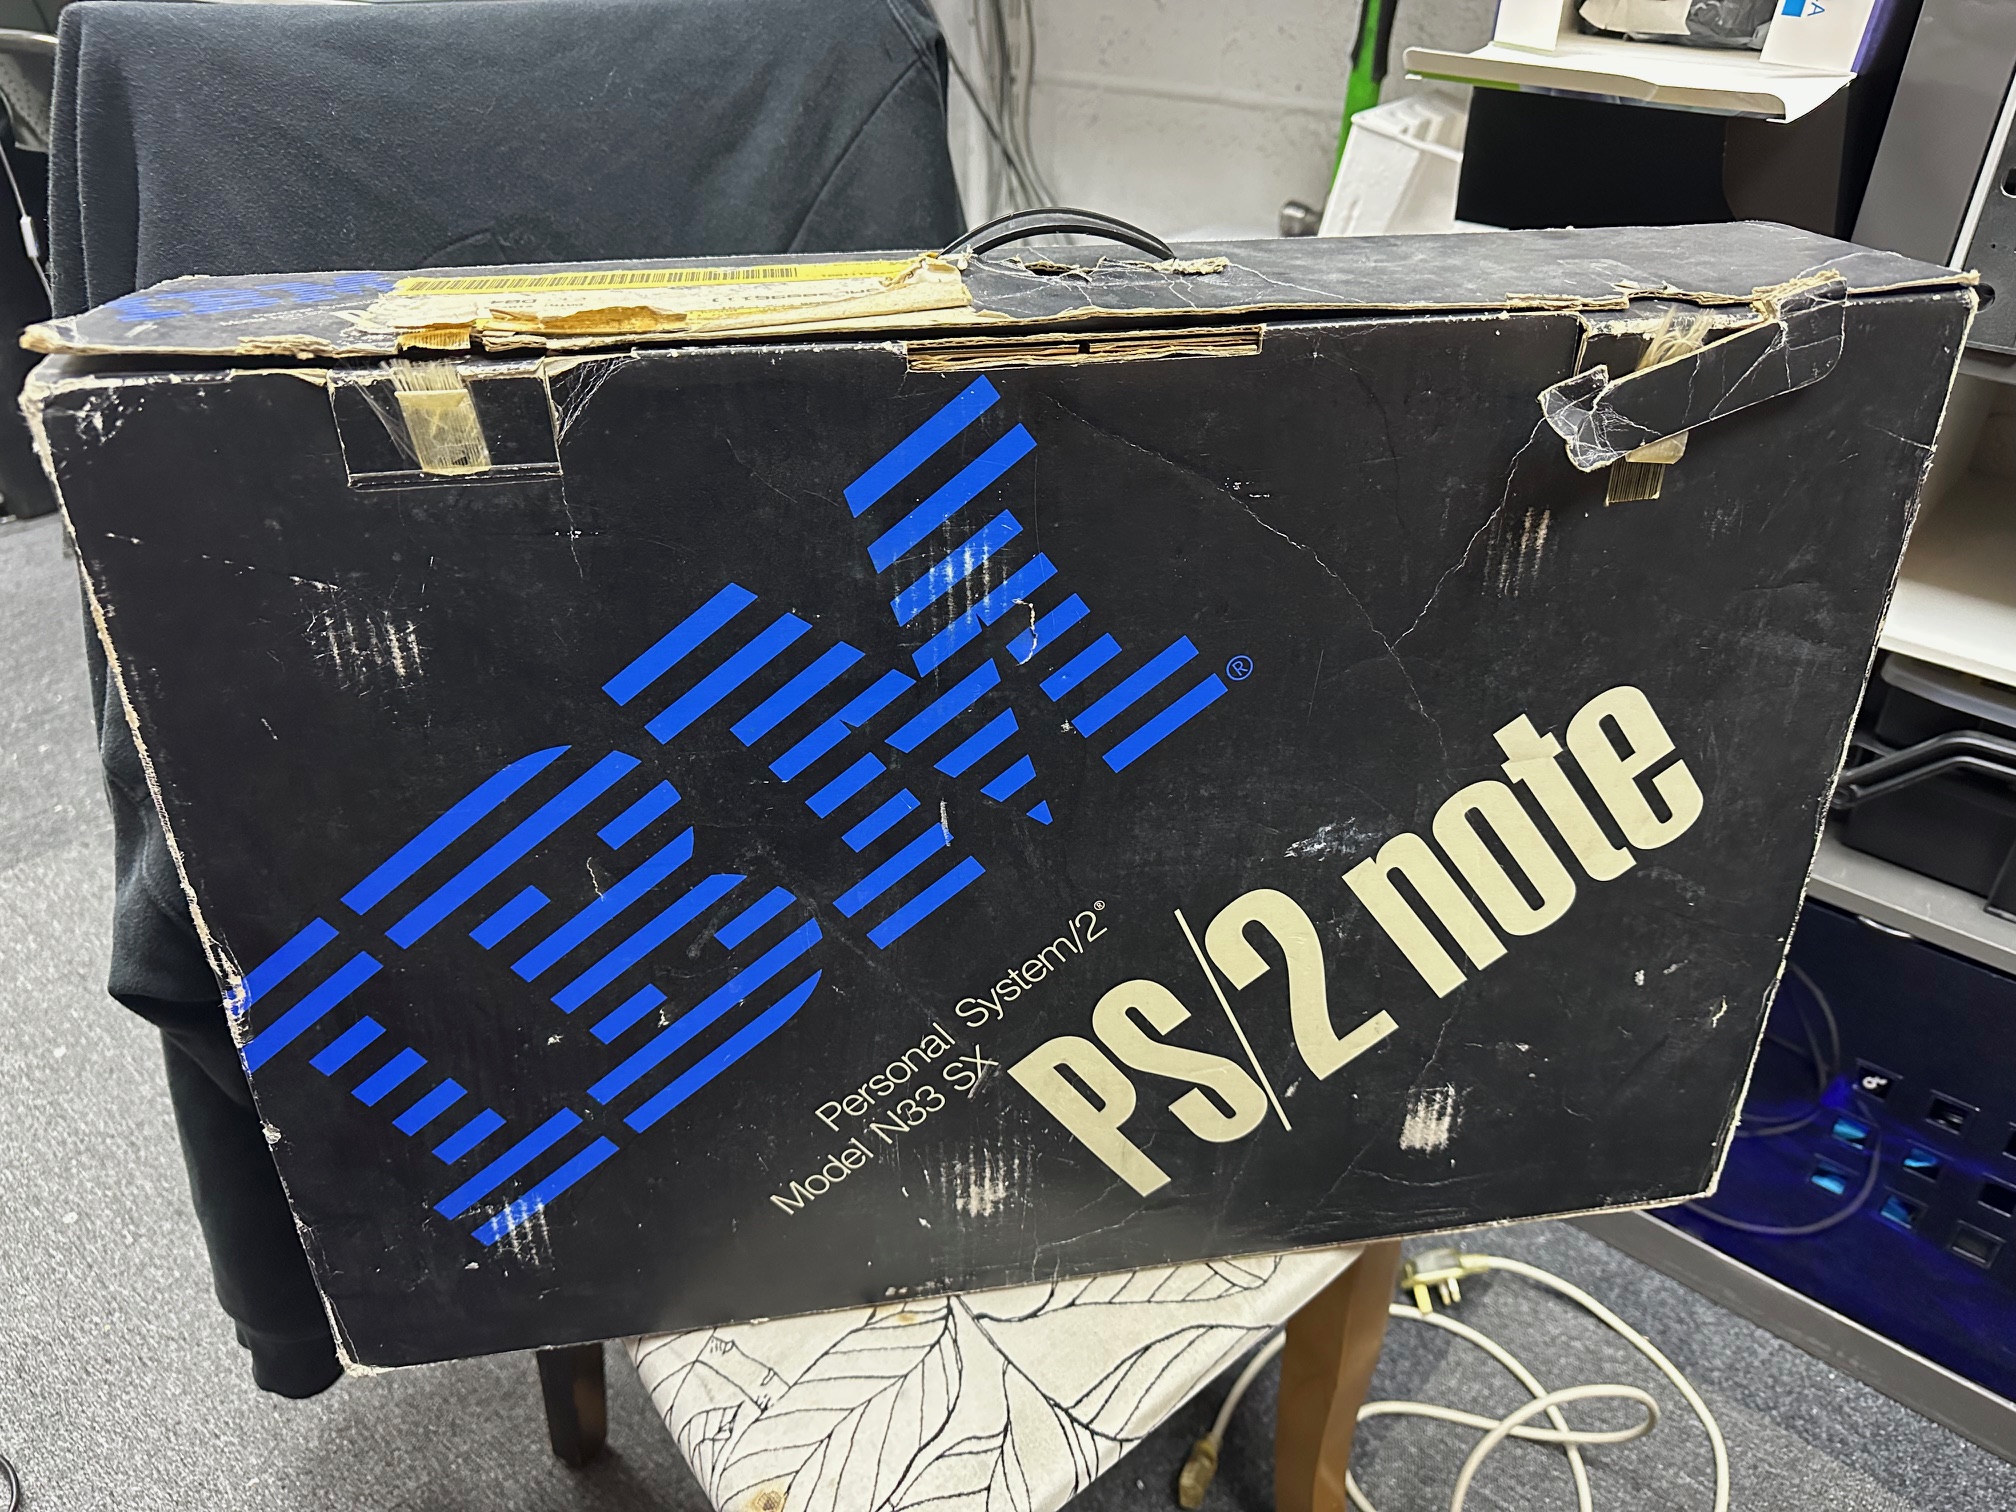 IBM®
Personal System/2®
Model N33 SX
PS/2 note